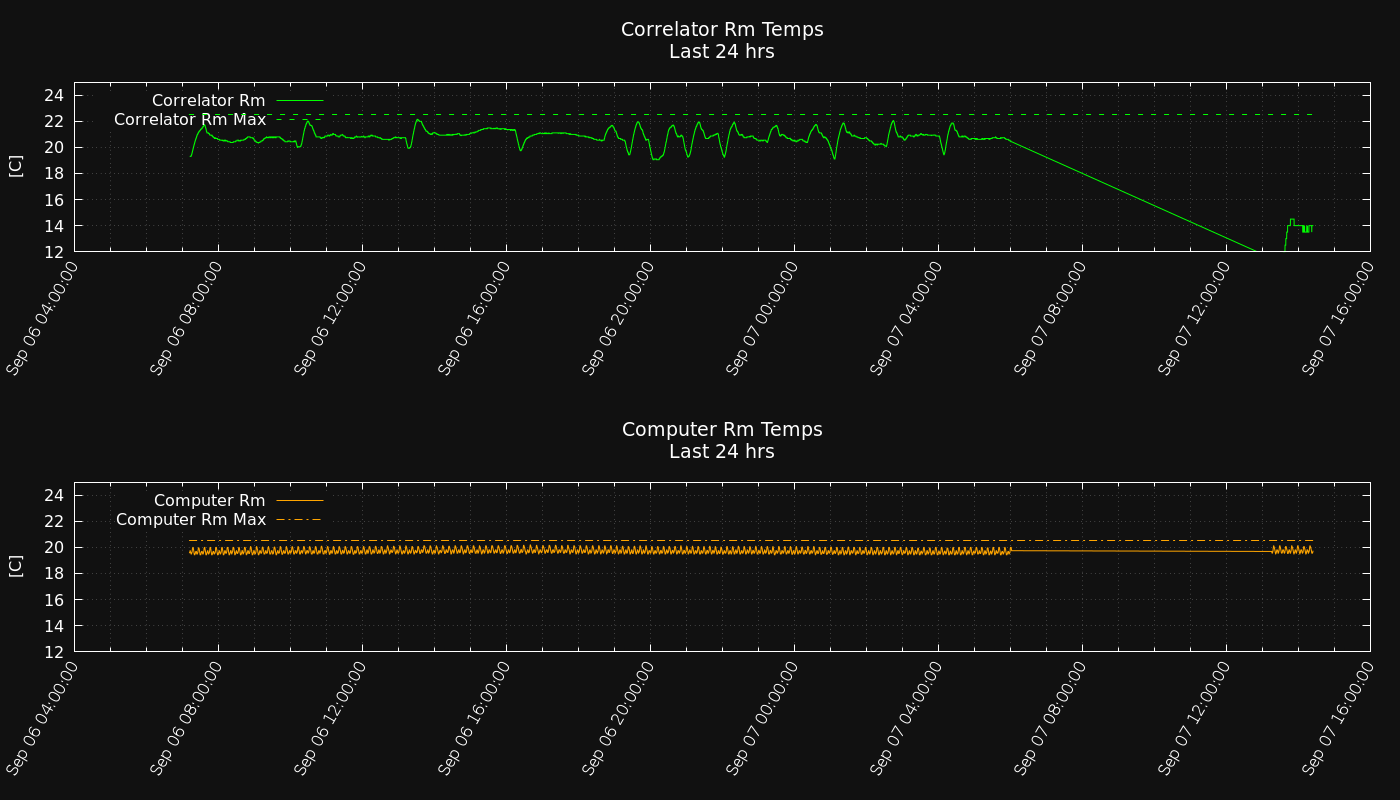 Correlator Rm Temps
Last 24 hrs
24
22
20
18
16
14
12
[C]
Correlator Rm
Correlator Rm Max
Sep 06 04:00:00
Sep 06 08:00:00
Sep 06 12:00:00
Sep 06 16:00:00
Sep 06 20:00:00
Sep 07 00:00:00
Sep 07 04:00:00
Sep 07 08:00:00
Sep 07 12:00:00
Sep 07 16:00:00
Computer Rm Temps
Last 24 hrs
24
22
20
18
16
14
12
[C]
Computer Rm
Computer Rm Max
Sep 06 04:00:00
Sep 06 08:00:00
Sep 06 12:00:00
Sep 06 16:00:00
Sep 06 20:00:00
Sep 07 00:00:00
Sep 07 04:00:00
Sep 07 08:00:00
Sep 07 12:00:00
Sep 07 16:00:00